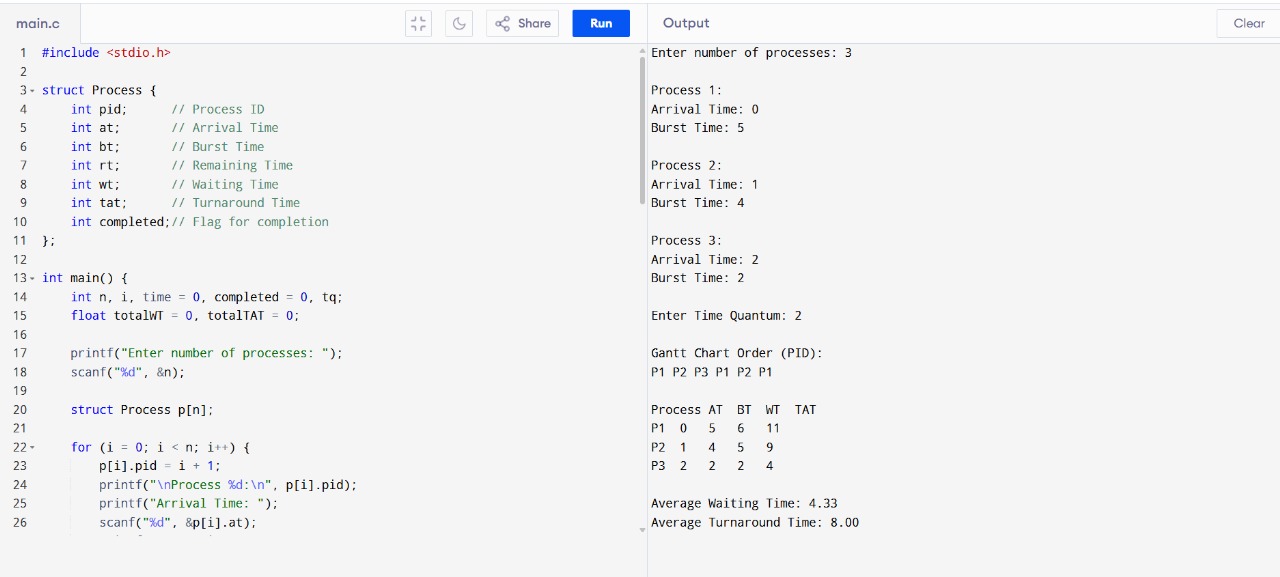 main.c
Share
Run
1 #include <stdio.h>
2
3 struct Process {
4     int pid;      // Process ID
5     int at;       // Arrival Time
6     int bt;       // Burst Time
7     int rt;       // Remaining Time
8     int wt;       // Waiting Time
9     int tat;      // Turnaround Time
10     int completed;// Flag for completion
11 };
12
13 int main() {
14     int n, i, time = 0, completed = 0, tq;
15     float totalWT = 0, totalTAT = 0;
16
17     printf("Enter number of processes: ");
18     scanf("%d", &n);
19
20     struct Process p[n];
21
22     for (i = 0; i < n; i++) {
23         p[i].pid = i + 1;
24         printf("\nProcess %d:\n", p[i].pid);
25         printf("Arrival Time: ");
26         scanf("%d", &p[i].at);
Output
Clear
Enter number of processes: 3
Process 1:
Arrival Time: 0
Burst Time: 5
Process 2:
Arrival Time: 1
Burst Time: 4
Process 3:
Arrival Time: 2
Burst Time: 2
Enter Time Quantum: 2
Gantt Chart Order (PID):
P1 P2 P3 P1 P2 P1
Process AT  BT  WT  TAT
P1  0   5   6   11
P2  1   4   5   9
P3  2   2   2   4
Average Waiting Time: 4.33
Average Turnaround Time: 8.00